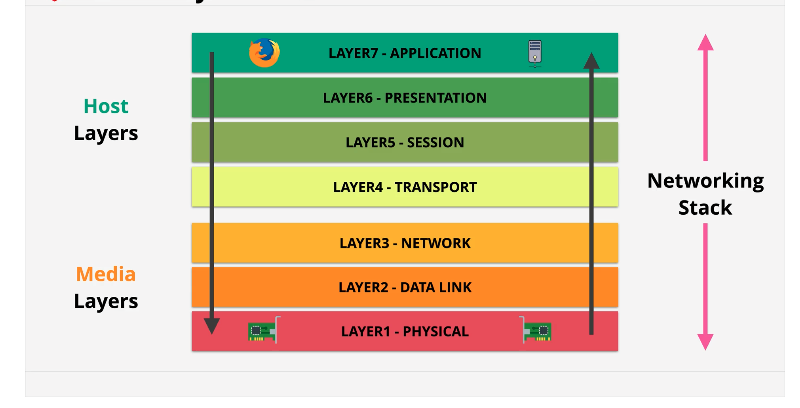 LAYER7 - APPLICATION
LAYER6 - PRESENTATION
LAYER5 - SESSION
LAYER4 - TRANSPORT
LAYER3 - NETWORK
LAYER2 - DATA LINK
LAYER1 - PHYSICAL
Host
Layers
Media
Layers
Networking
Stack